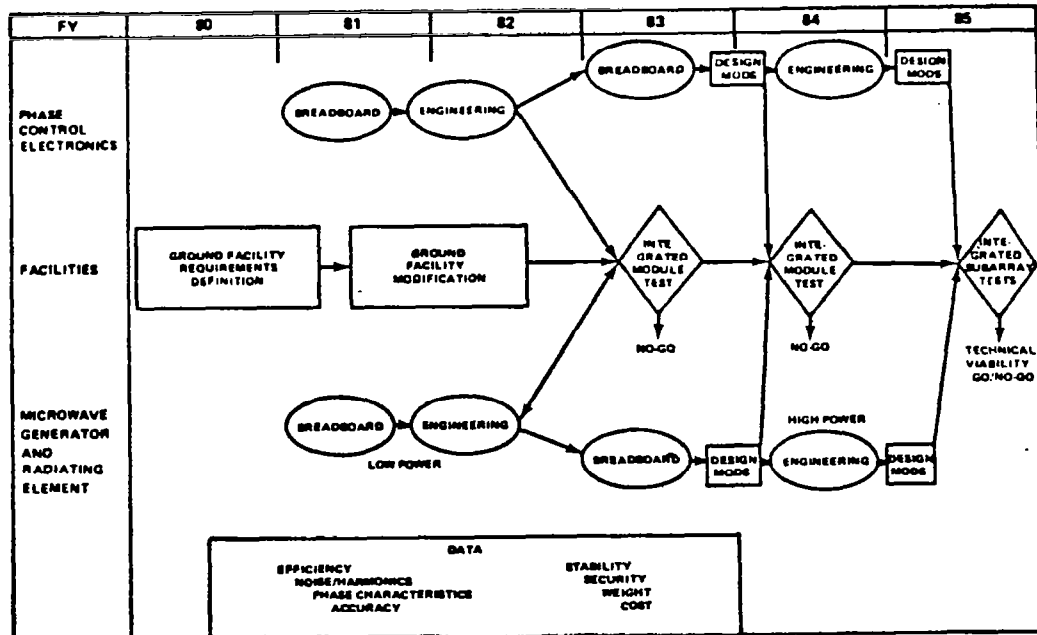 FY 80 81 82 83 84 85
PHASE
CONTROL
ELECTRONICS
BREADBOARD
ENGINEERING
BREADBOARD
DESIGN
MODS
ENGINEERING
DESIGN
MODS
FACILITIES
GROUND FACILITY
REQUIREMENTS
DEFINITION
GROUND
FACILITY
MODIFICATION
INTE-
GRATED
MODULE
TEST
NO-GO
INTE-
GRATED
MODULE
TEST
NO-GO
INTE-
GRATED
SUBARRAY
TESTS
TECHNICAL
VIABILITY
GO/NO-GO
MICROWAVE
GENERATOR
AND
RADIATING
ELEMENT
BREADBOARD
ENGINEERING
LOW POWER
BREADBOARD
DESIGN
MODS
HIGH POWER
ENGINEERING
DESIGN
MODS
DATA
EFFICIENCY
NOISE/HARMONICS
PHASE CHARACTERISTICS
ACCURACY
STABILITY
SECURITY
WEIGHT
COST